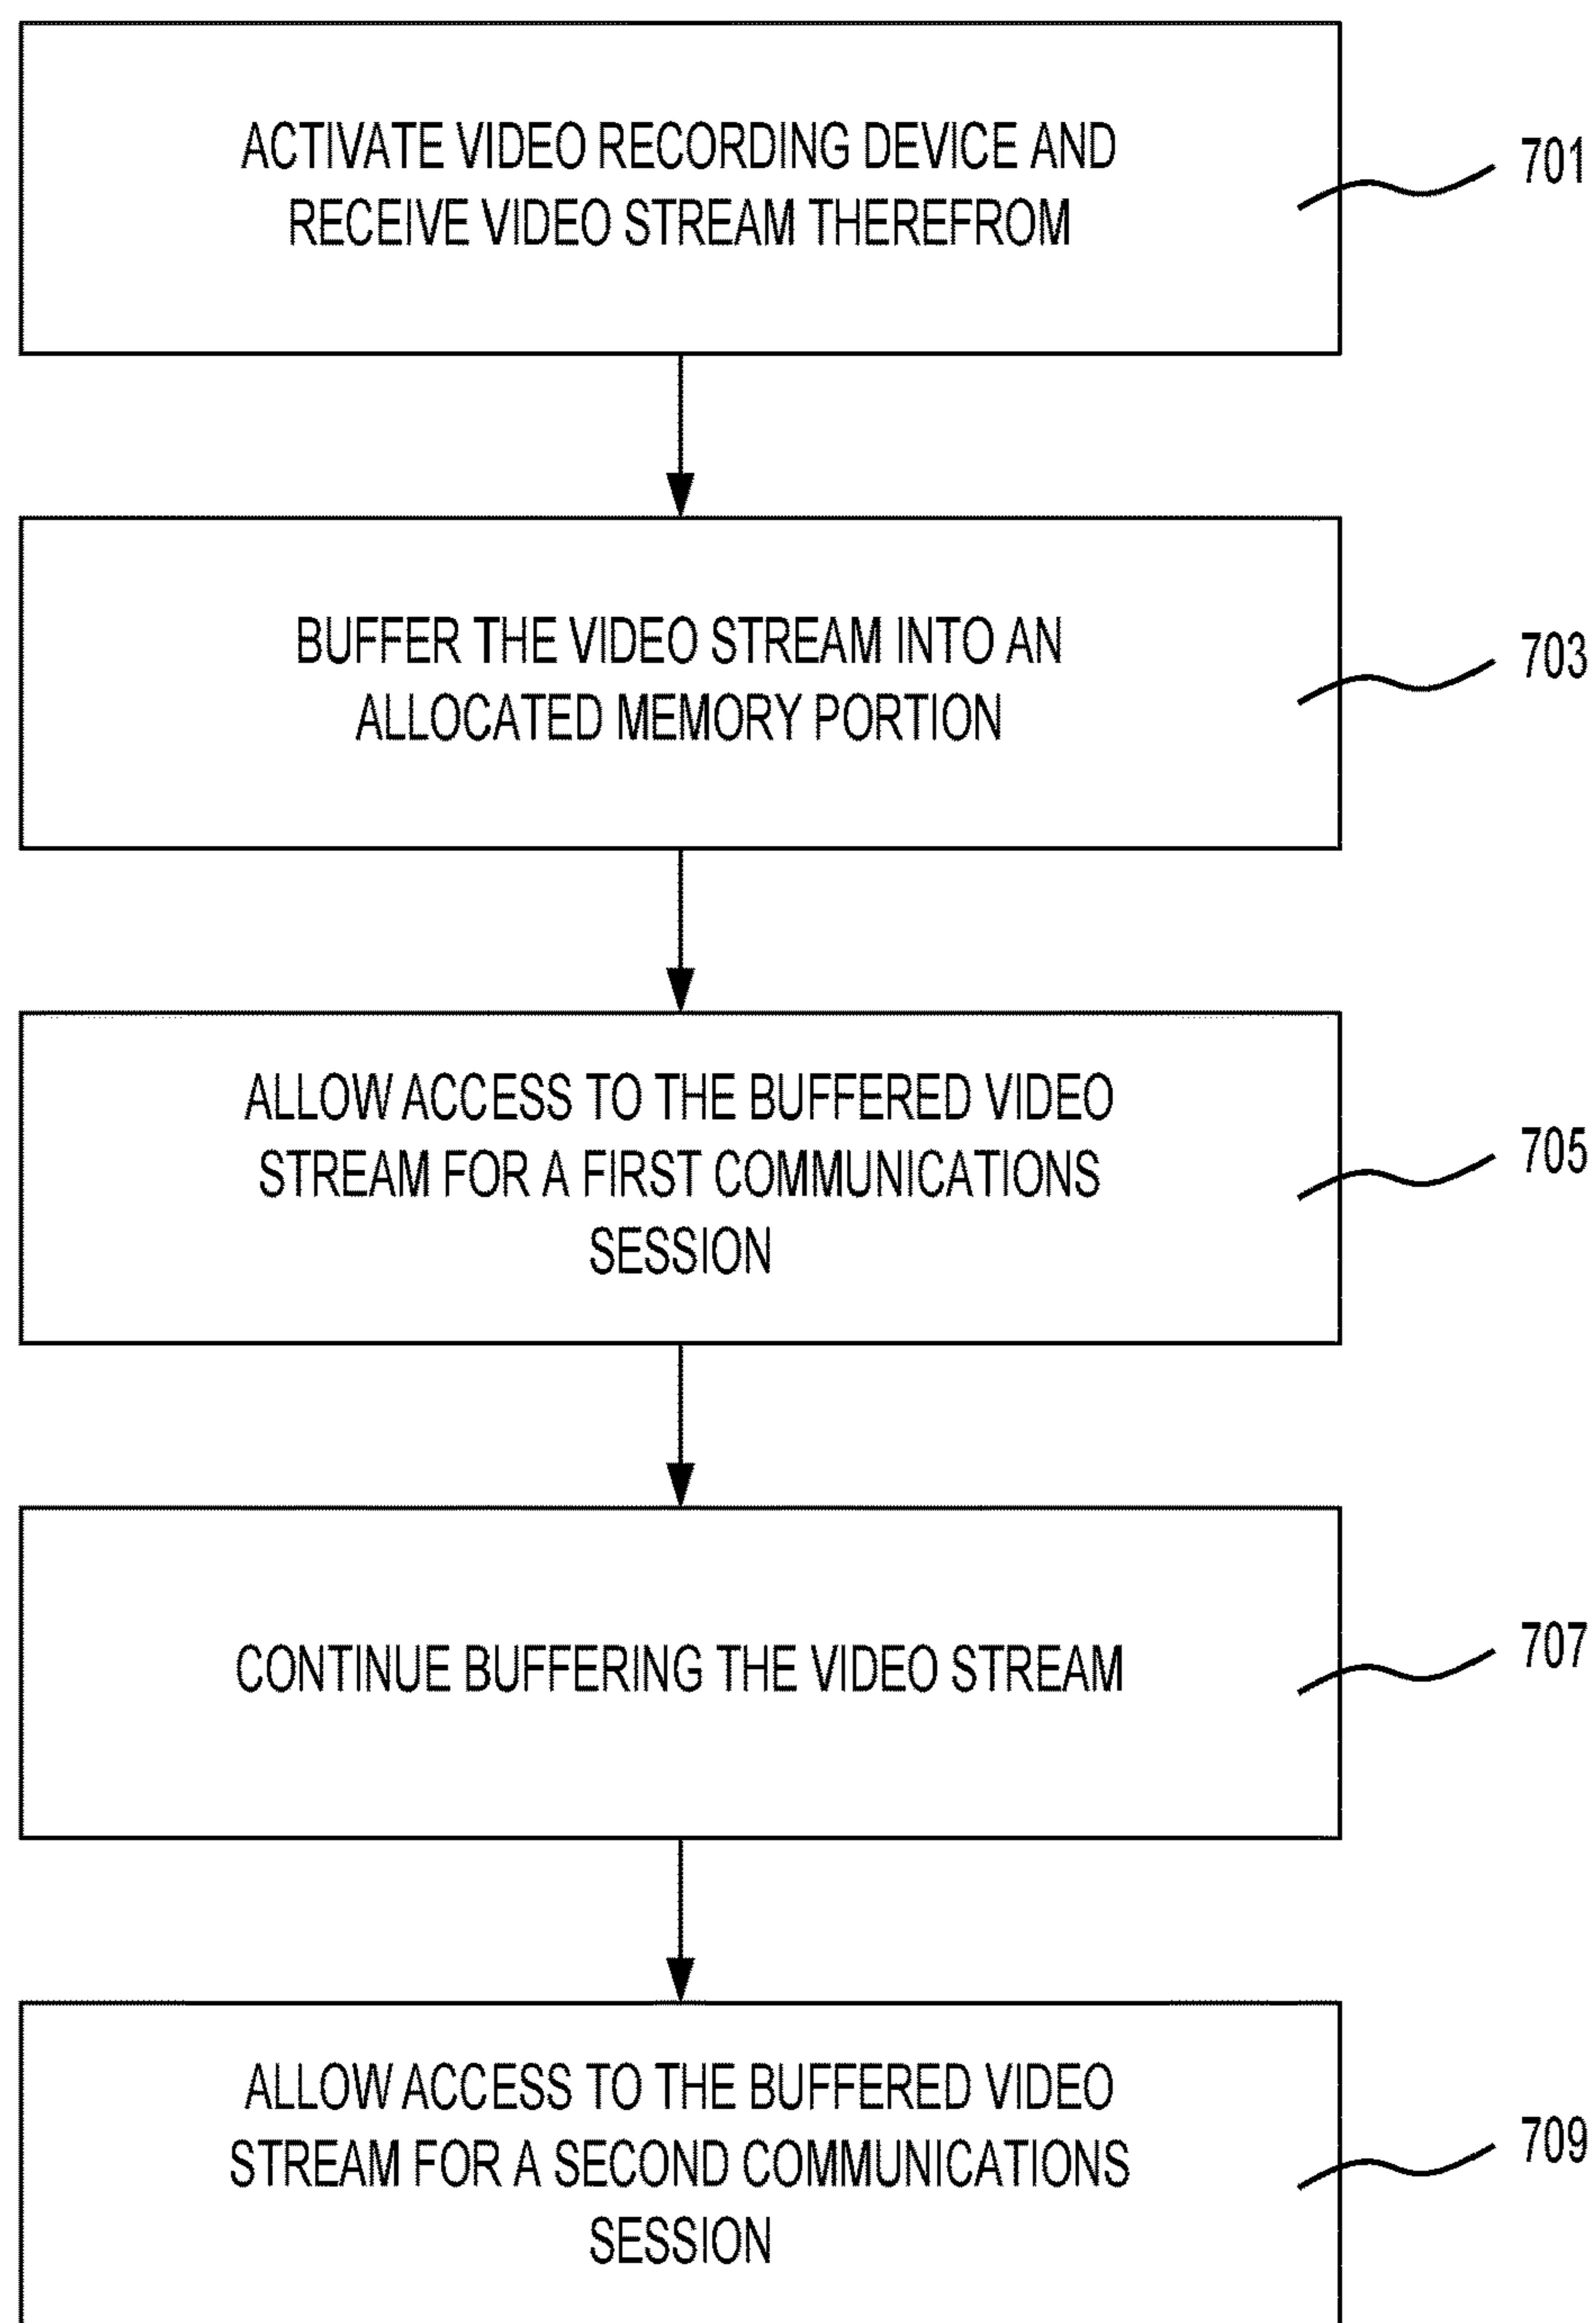 ACTIVATE VIDEO RECORDING DEVICE AND
RECEIVE VIDEO STREAM THEREFROM
701
BUFFER THE VIDEO STREAM INTO AN
ALLOCATED MEMORY PORTION
703
ALLOW ACCESS TO THE BUFFERED VIDEO
STREAM FOR A FIRST COMMUNICATIONS
SESSION
705
CONTINUE BUFFERING THE VIDEO STREAM
707
ALLOW ACCESS TO THE BUFFERED VIDEO
STREAM FOR A SECOND COMMUNICATIONS
SESSION
709